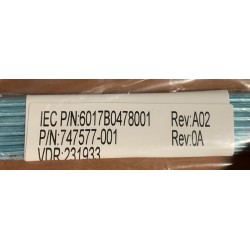 IEC P/N:6017B0478001 Rev:A02
P/N:747577-001 Rev:0A
VDR:231933